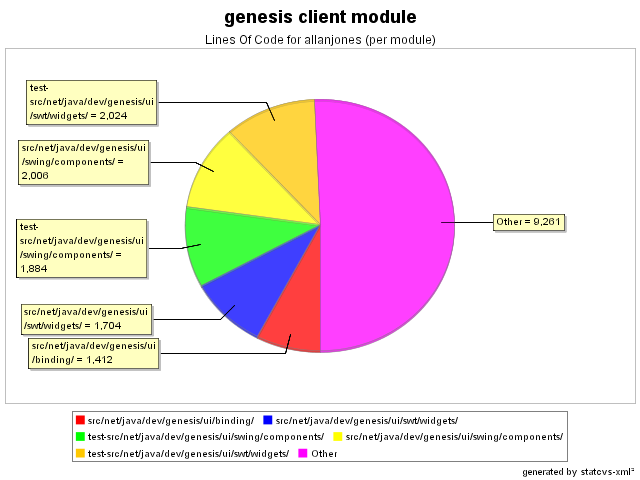 genesis client module
Lines Of Code for allanjones (per module)
test-
src/net/java/dev/genesis/ui
/swt/widgets/ = 2,024
src/net/java/dev/genesis/ui
/swing/components/ =
2,006
test-
src/net/java/dev/genesis/ui
/swing/components/ =
1,884
src/net/java/dev/genesis/ui
/swt/widgets/ = 1,704
src/net/java/dev/genesis/ui
/binding/ = 1,412
Other = 9,261
src/net/java/dev/genesis/ui/binding/ src/net/java/dev/genesis/ui/swt/widgets/
test-src/net/java/dev/genesis/ui/swing/components/ src/net/java/dev/genesis/ui/swing/components/
test-src/net/java/dev/genesis/ui/swt/widgets/ Other
generated by statcvs-xml²